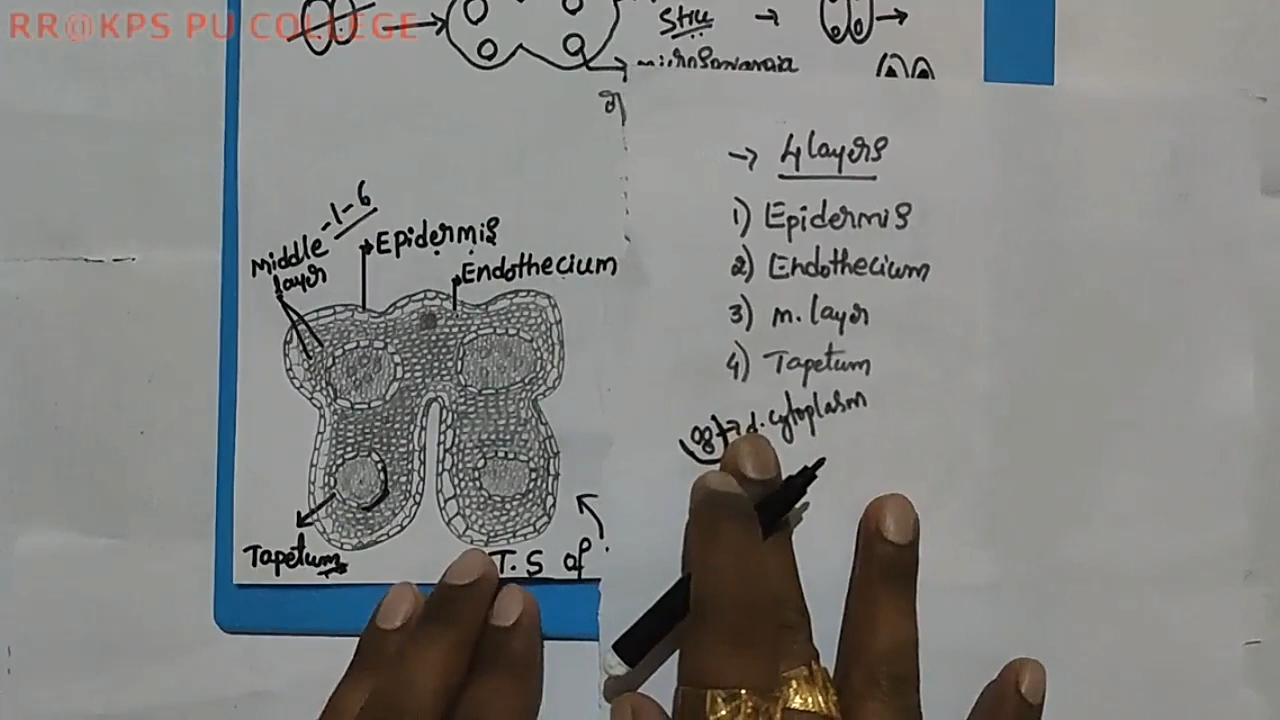 RR@KPS PU COLLEGE
→ 4 layers
1) Epidermis
2) Endothecium
3) m. layer
4) Tapetum
d. cytoplasm
Middle layer -1-6
Epidermis
Endothecium
Tapetum
T.S of